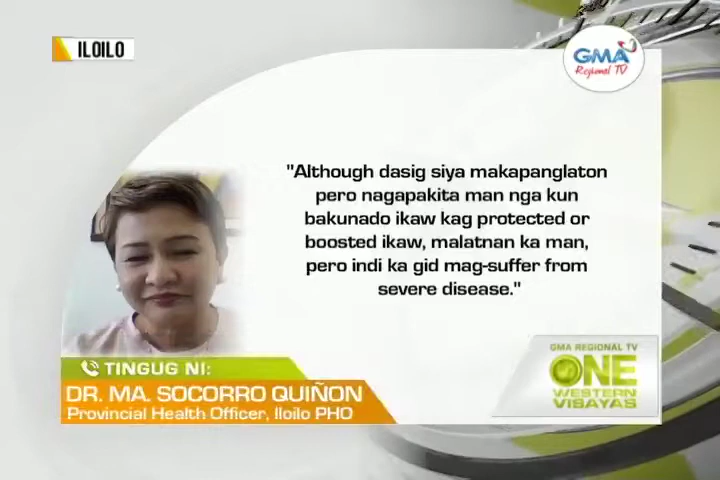 ILOILO
GMA
Regional TV
"Although dasig siya makapanglaton
pero nagapakita man nga kun
bakunado ikaw kag protected or
boosted ikaw, malatnan ka man,
pero indi ka gid mag-suffer from
severe disease."
TINGUG NI:
DR. MA. SOCORRO QUIÑON
Provincial Health Officer, Iloilo PHO
GMA REGIONAL TV
ONE
WESTERN
VISAYAS